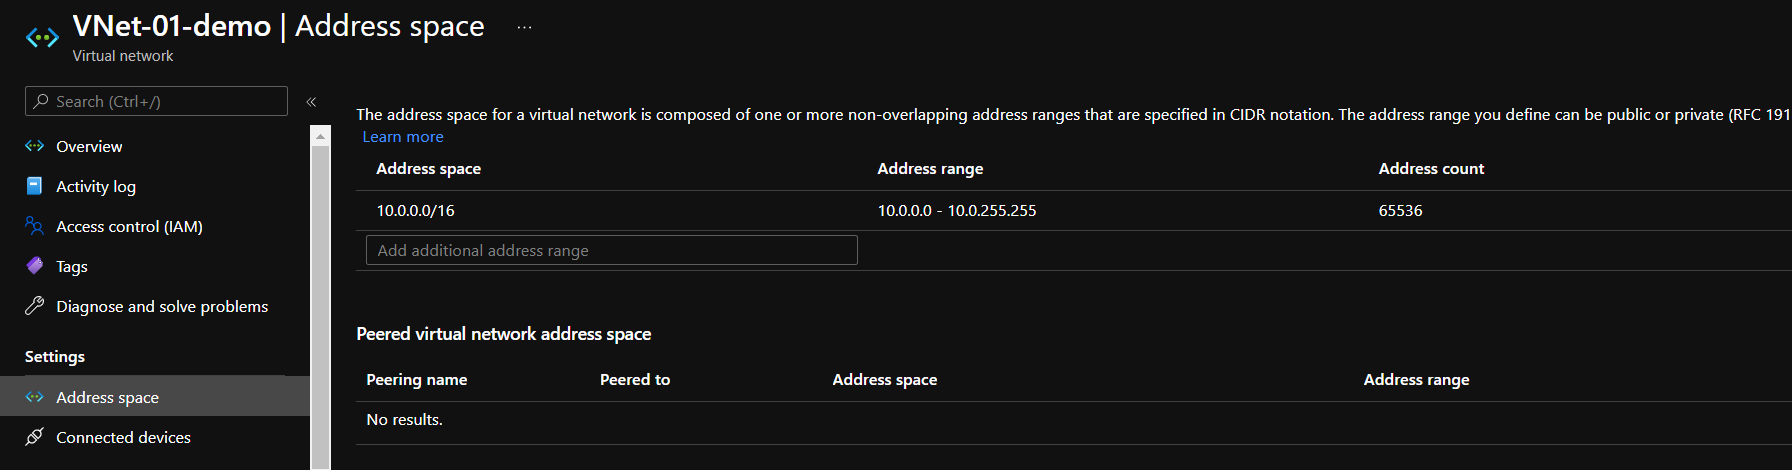 VNet-01-demo | Address space ...
Virtual network
Search (Ctrl+/)
«
Overview
Activity log
Access control (IAM)
Tags
Diagnose and solve problems
Settings
Address space
Connected devices
The address space for a virtual network is composed of one or more non-overlapping address ranges that are specified in CIDR notation. The address range you define can be public or private (RFC 191
Learn more
Address space Address range Address count
10.0.0.0/16 10.0.0.0 - 10.0.255.255 65536
Add additional address range
Peered virtual network address space
Peering name Peered to Address space Address range
No results.